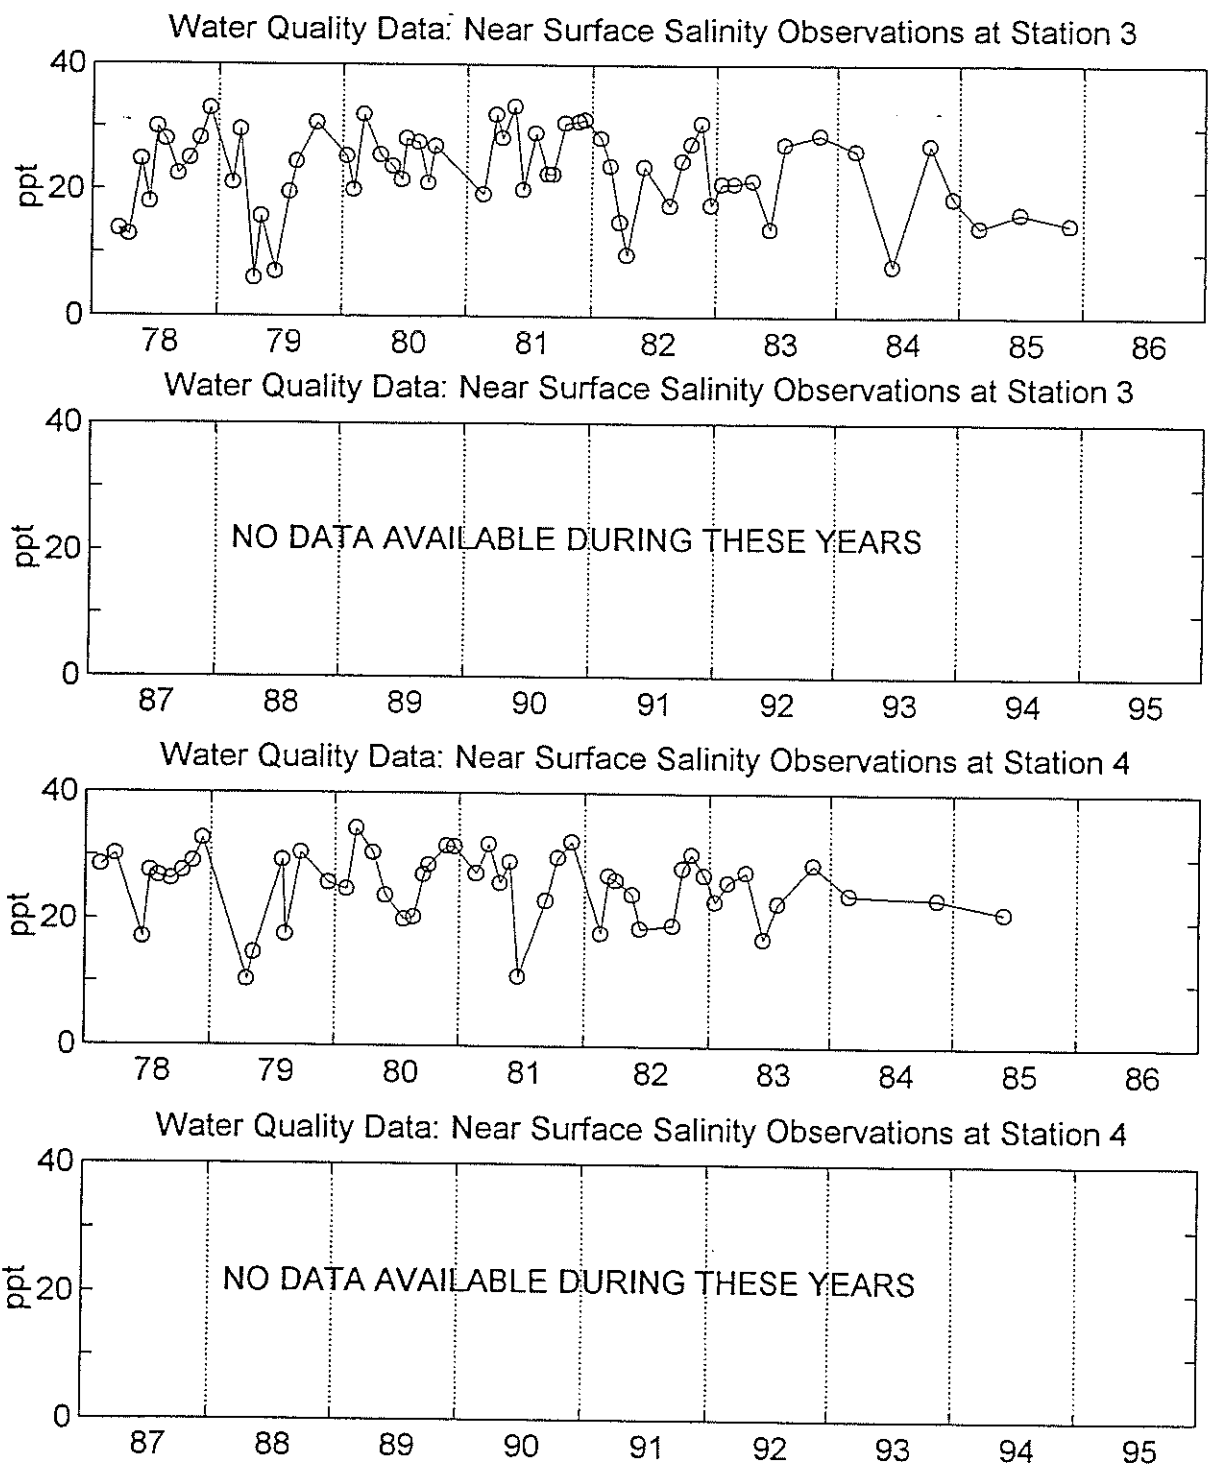 Water Quality Data: Near Surface Salinity Observations at Station 3
40
20
0
ppt
78 79 80 81 82 83 84 85 86
Water Quality Data: Near Surface Salinity Observations at Station 3
40
20
0
ppt
NO DATA AVAILABLE DURING THESE YEARS
87 88 89 90 91 92 93 94 95
Water Quality Data: Near Surface Salinity Observations at Station 4
40
20
0
ppt
78 79 80 81 82 83 84 85 86
Water Quality Data: Near Surface Salinity Observations at Station 4
40
20
0
ppt
NO DATA AVAILABLE DURING THESE YEARS
87 88 89 90 91 92 93 94 95